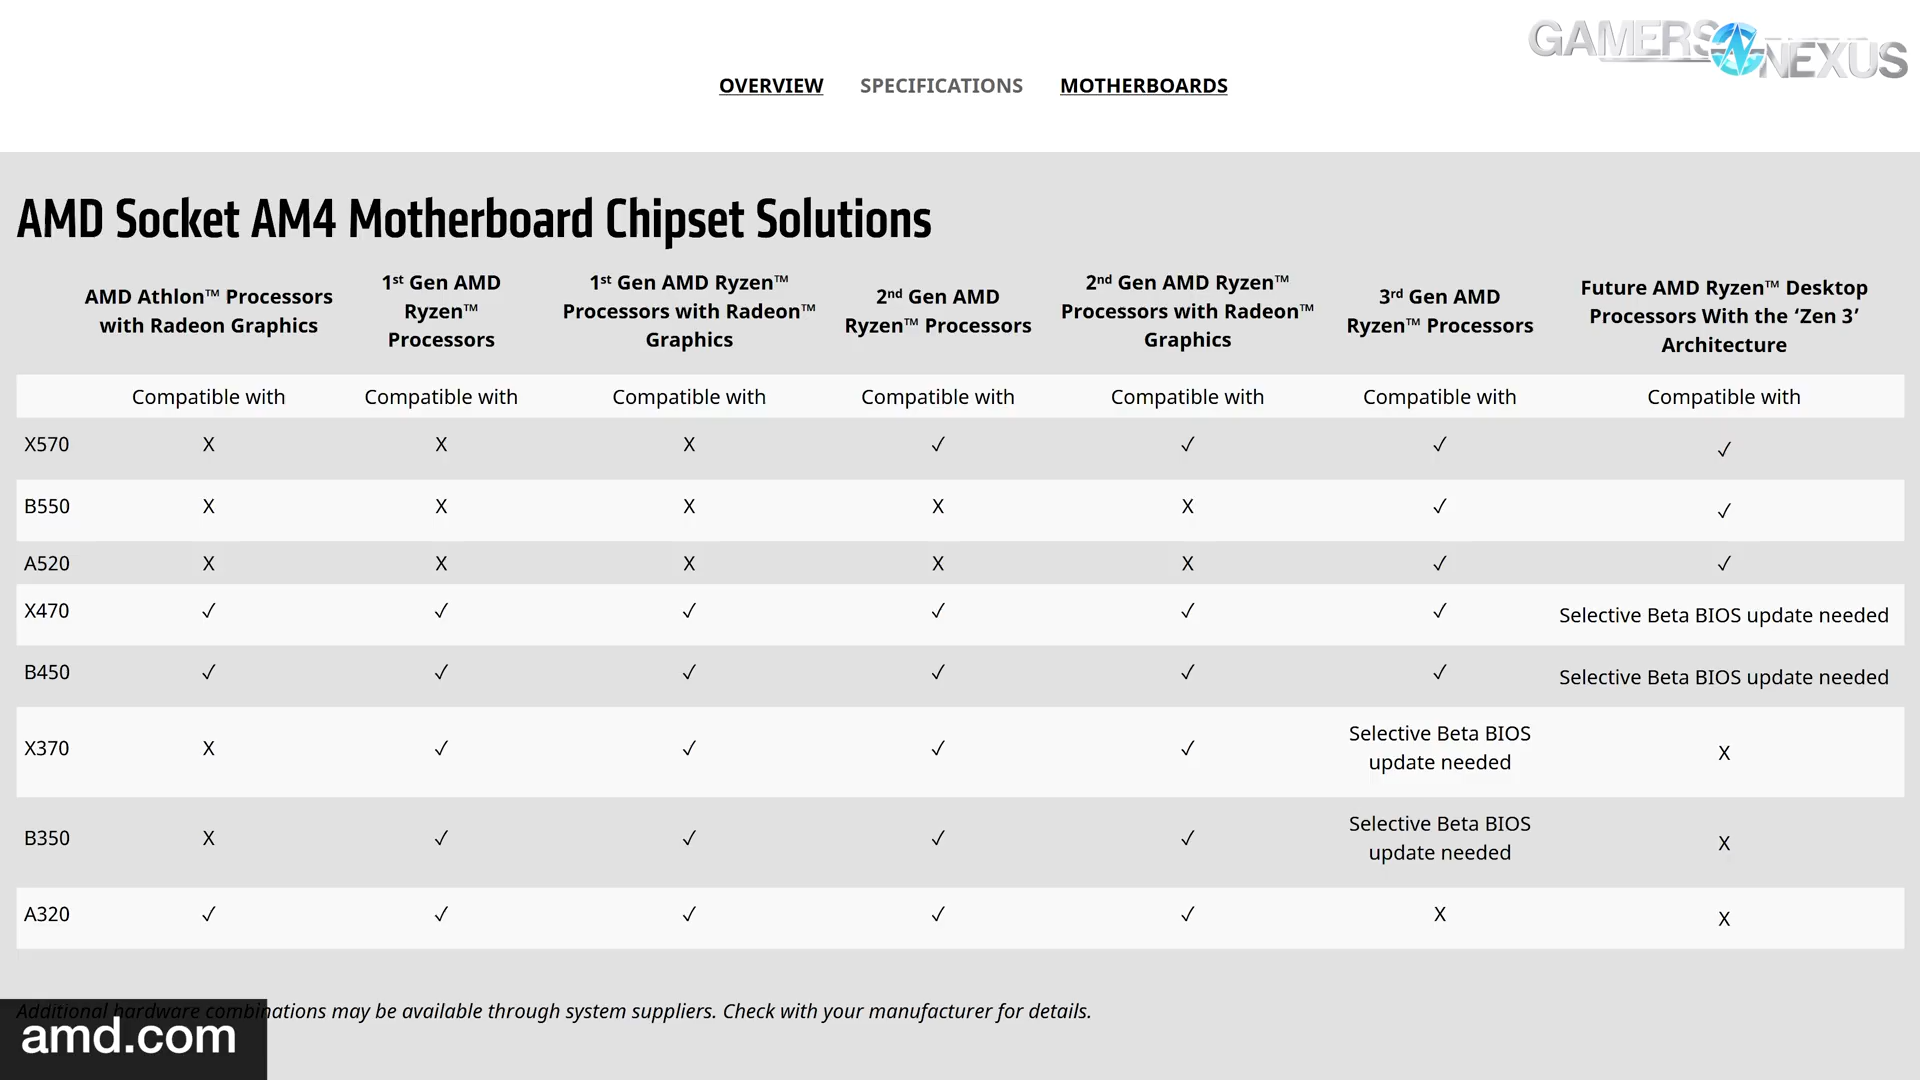 GAMERS NEXUS
OVERVIEW SPECIFICATIONS MOTHERBOARDS
AMD Socket AM4 Motherboard Chipset Solutions
AMD Athlon™ Processors with Radeon Graphics
1st Gen AMD Ryzen™ Processors
1st Gen AMD Ryzen™ Processors with Radeon™ Graphics
2nd Gen AMD Ryzen™ Processors
2nd Gen AMD Ryzen™ Processors with Radeon™ Graphics
3rd Gen AMD Ryzen™ Processors
Future AMD Ryzen™ Desktop Processors With the ‘Zen 3’ Architecture
Compatible with Compatible with Compatible with Compatible with Compatible with Compatible with Compatible with
X570 X X X ✓ ✓ ✓ ✓
B550 X X X X X ✓ ✓
A520 X X X X X ✓ ✓
X470 ✓ ✓ ✓ ✓ ✓ ✓ Selective Beta BIOS update needed
B450 ✓ ✓ ✓ ✓ ✓ ✓ Selective Beta BIOS update needed
X370 X ✓ ✓ ✓ ✓ Selective Beta BIOS update needed X
B350 X ✓ ✓ ✓ ✓ Selective Beta BIOS update needed X
A320 ✓ ✓ ✓ ✓ ✓ X X
Additional hardware combinations may be available through system suppliers. Check with your manufacturer for details.
amd.com